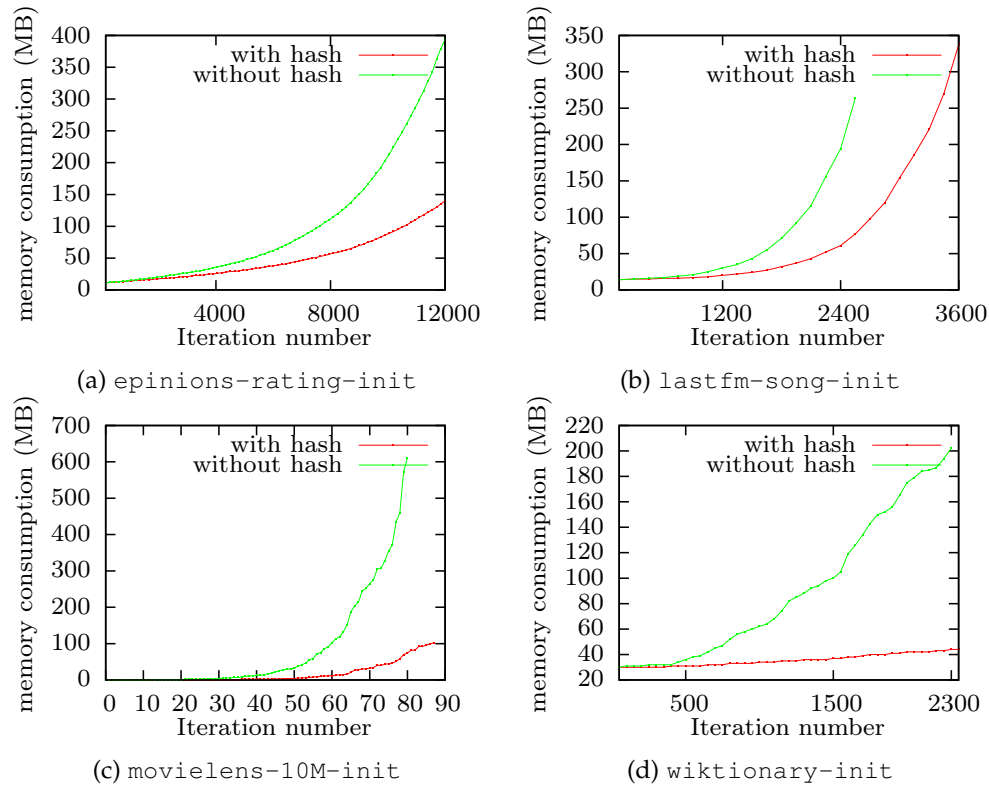 400
350
300
250
200
150
100
50
0
memory consumption (MB)
with hash
without hash
4000 8000 12000
Iteration number
(a) epinions-rating-init
350
300
250
200
150
100
50
0
memory consumption (MB)
with hash
without hash
1200 2400 3600
Iteration number
(b) lastfm-song-init
700
600
500
400
300
200
100
0
memory consumption (MB)
with hash
without hash
0 10 20 30 40 50 60 70 80 90
Iteration number
(c) movielens-10M-init
220
200
180
160
140
120
100
80
60
40
20
memory consumption (MB)
with hash
without hash
500 1500 2300
Iteration number
(d) wiktionary-init